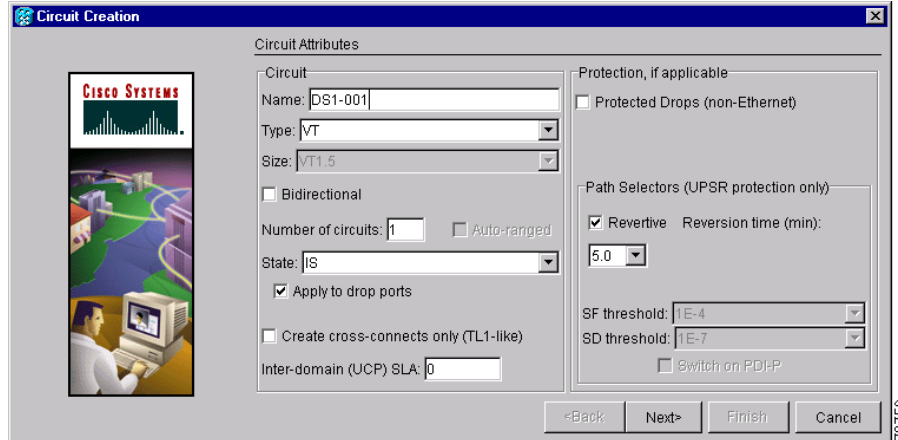 Circuit Creation
Circuit Attributes
CISCO SYSTEMS
Circuit
Name: DS1-001
Type: VT
Size: VT1.5
Bidirectional
Number of circuits: 1 Auto-ranged
State: IS
Apply to drop ports
Create cross-connects only (TL1-like)
Inter-domain (UCP) SLA: 0
Protection, if applicable
Protected Drops (non-Ethernet)
Path Selectors (UPSR protection only)
Revertive Reversion time (min):
5.0
SF threshold: 1E-4
SD threshold: 1E-7
Switch on PDI-P
<Back Next> Finish Cancel